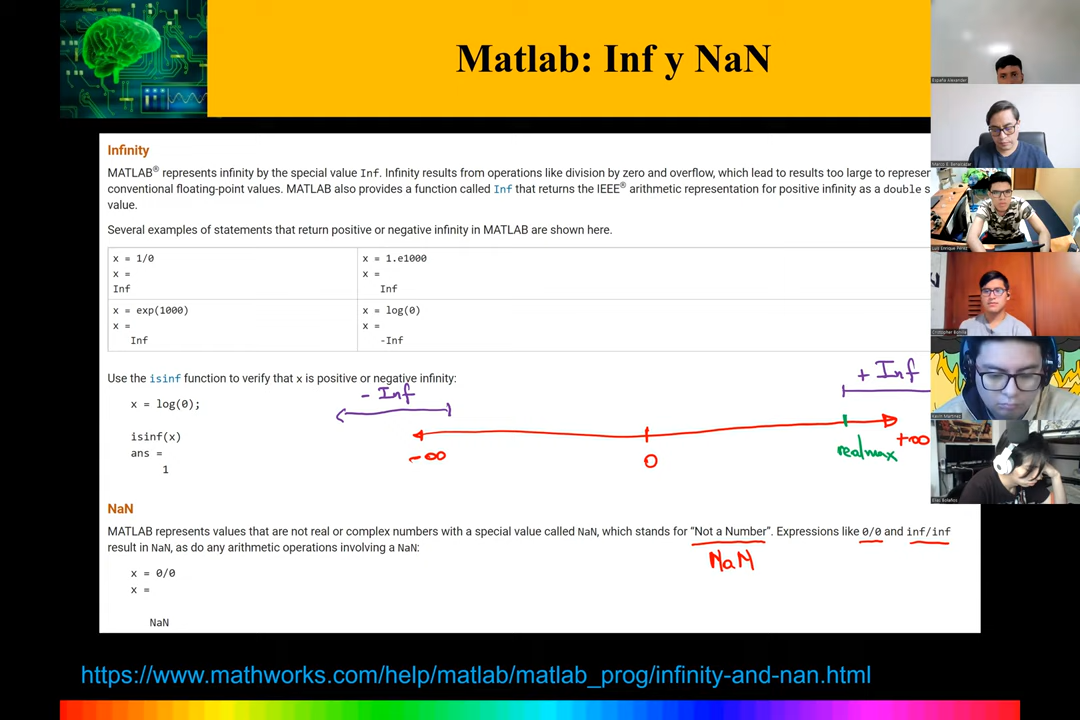 Matlab: Inf y NaN
Infinity
MATLAB® represents infinity by the special value Inf. Infinity results from operations like division by zero and overflow, which lead to results too large to represen
conventional floating-point values. MATLAB also provides a function called Inf that returns the IEEE® arithmetic representation for positive infinity as a double s
value.
Several examples of statements that return positive or negative infinity in MATLAB are shown here.
x = 1/0
x =
Inf
x = 1.e1000
x =
Inf
x = exp(1000)
x =
Inf
x = log(0)
x =
-Inf
Use the isinf function to verify that x is positive or negative infinity:
x = log(0);
isinf(x)
ans =
1
- Inf
+ Inf
-∞
0
realmax
+∞
NaN
MATLAB represents values that are not real or complex numbers with a special value called NaN, which stands for "Not a Number". Expressions like 0/0 and inf/inf
result in NaN, as do any arithmetic operations involving a NaN:
NaN
x = 0/0
x =
NaN
https://www.mathworks.com/help/matlab/matlab_prog/infinity-and-nan.html
España Alexander
Luis Enrique Pérez
Kevin Martinez